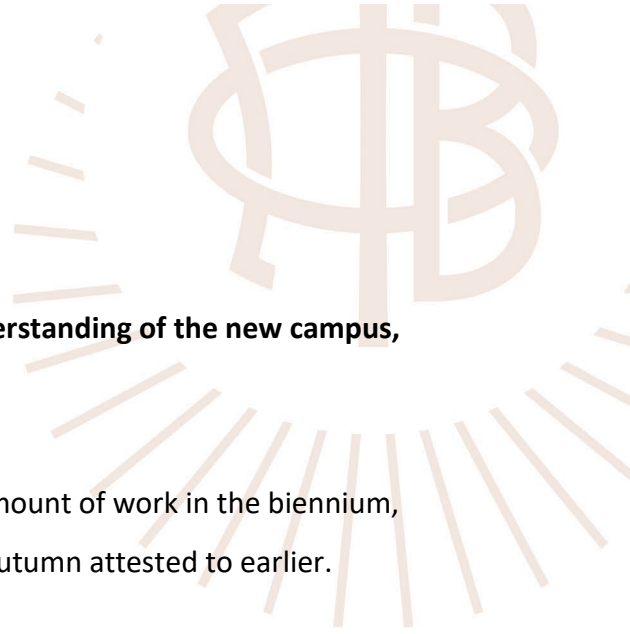 erstanding of the new campus,
mount of work in the biennium,
utumn attested to earlier.